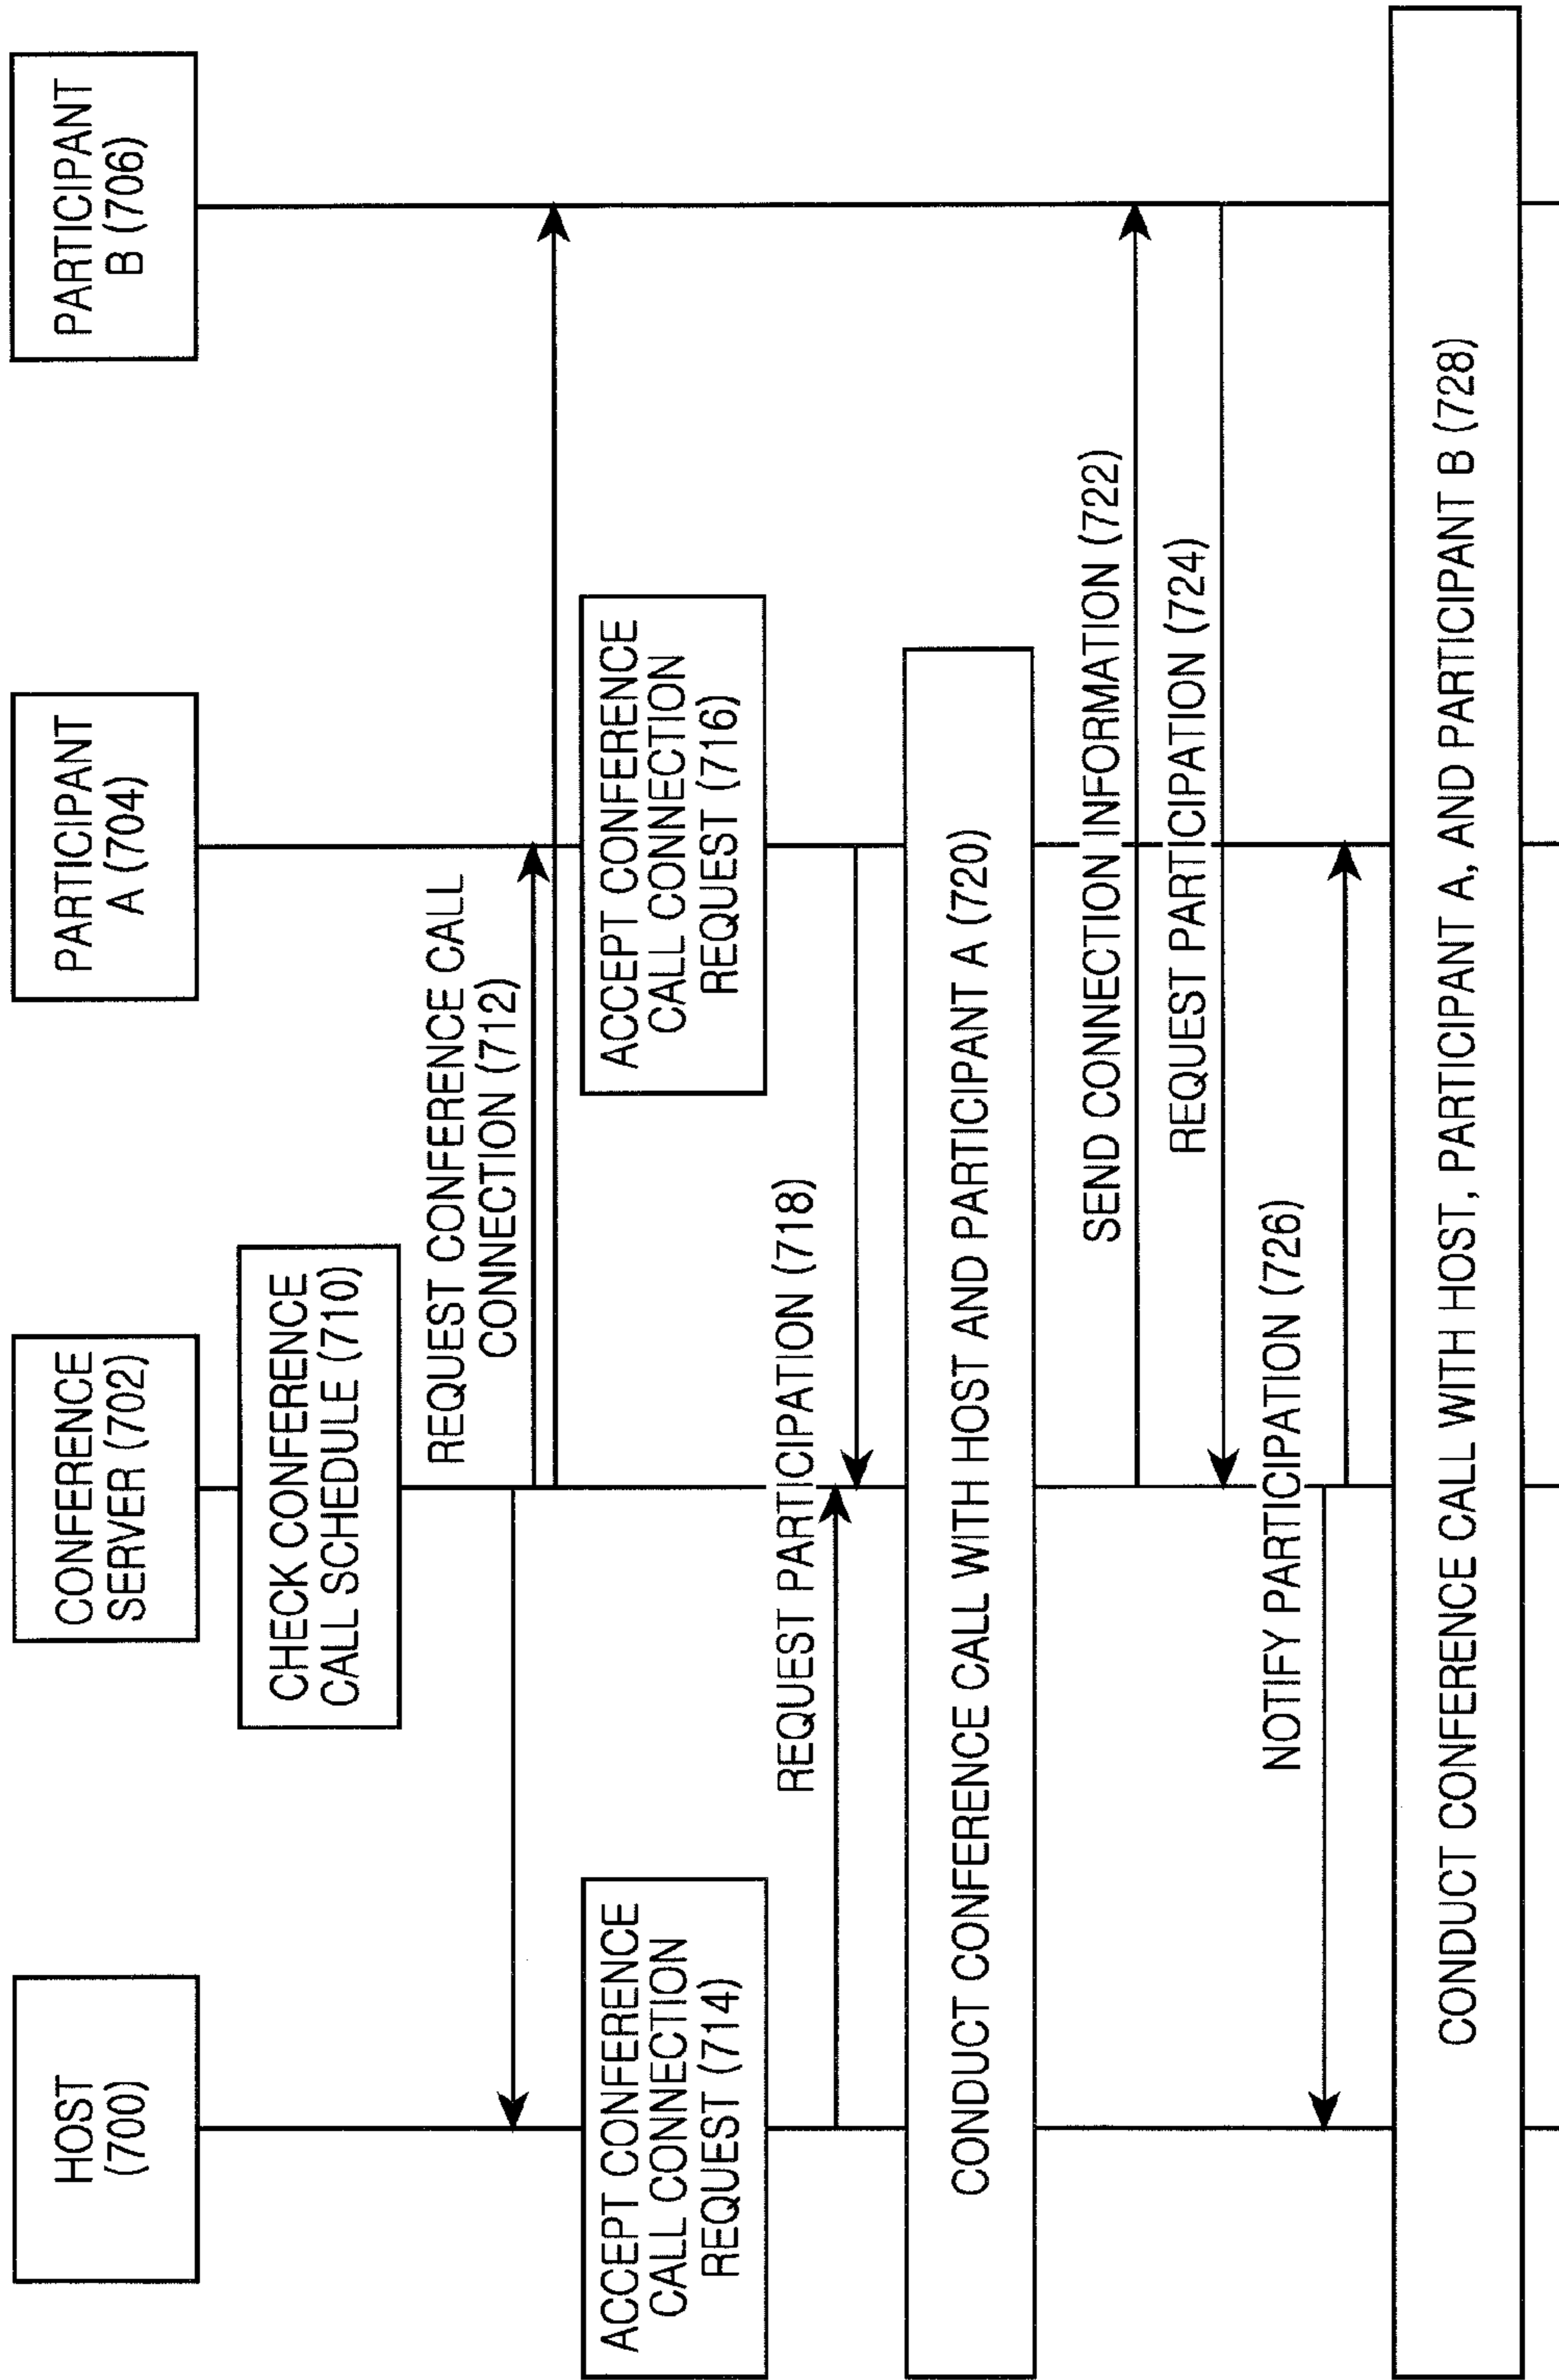 HOST
(700)
CONFERENCE
SERVER (702)
PARTICIPANT
A (704)
PARTICIPANT
B (706)
CHECK CONFERENCE
CALL SCHEDULE (710)
REQUEST CONFERENCE CALL
CONNECTION (712)
ACCEPT CONFERENCE
CALL CONNECTION
REQUEST (714)
ACCEPT CONFERENCE
CALL CONNECTION
REQUEST (716)
REQUEST PARTICIPATION (718)
CONDUCT CONFERENCE CALL WITH HOST AND PARTICIPANT A (720)
SEND CONNECTION INFORMATION (722)
REQUEST PARTICIPATION (724)
NOTIFY PARTICIPATION (726)
CONDUCT CONFERENCE CALL WITH HOST, PARTICIPANT A, AND PARTICIPANT B (728)